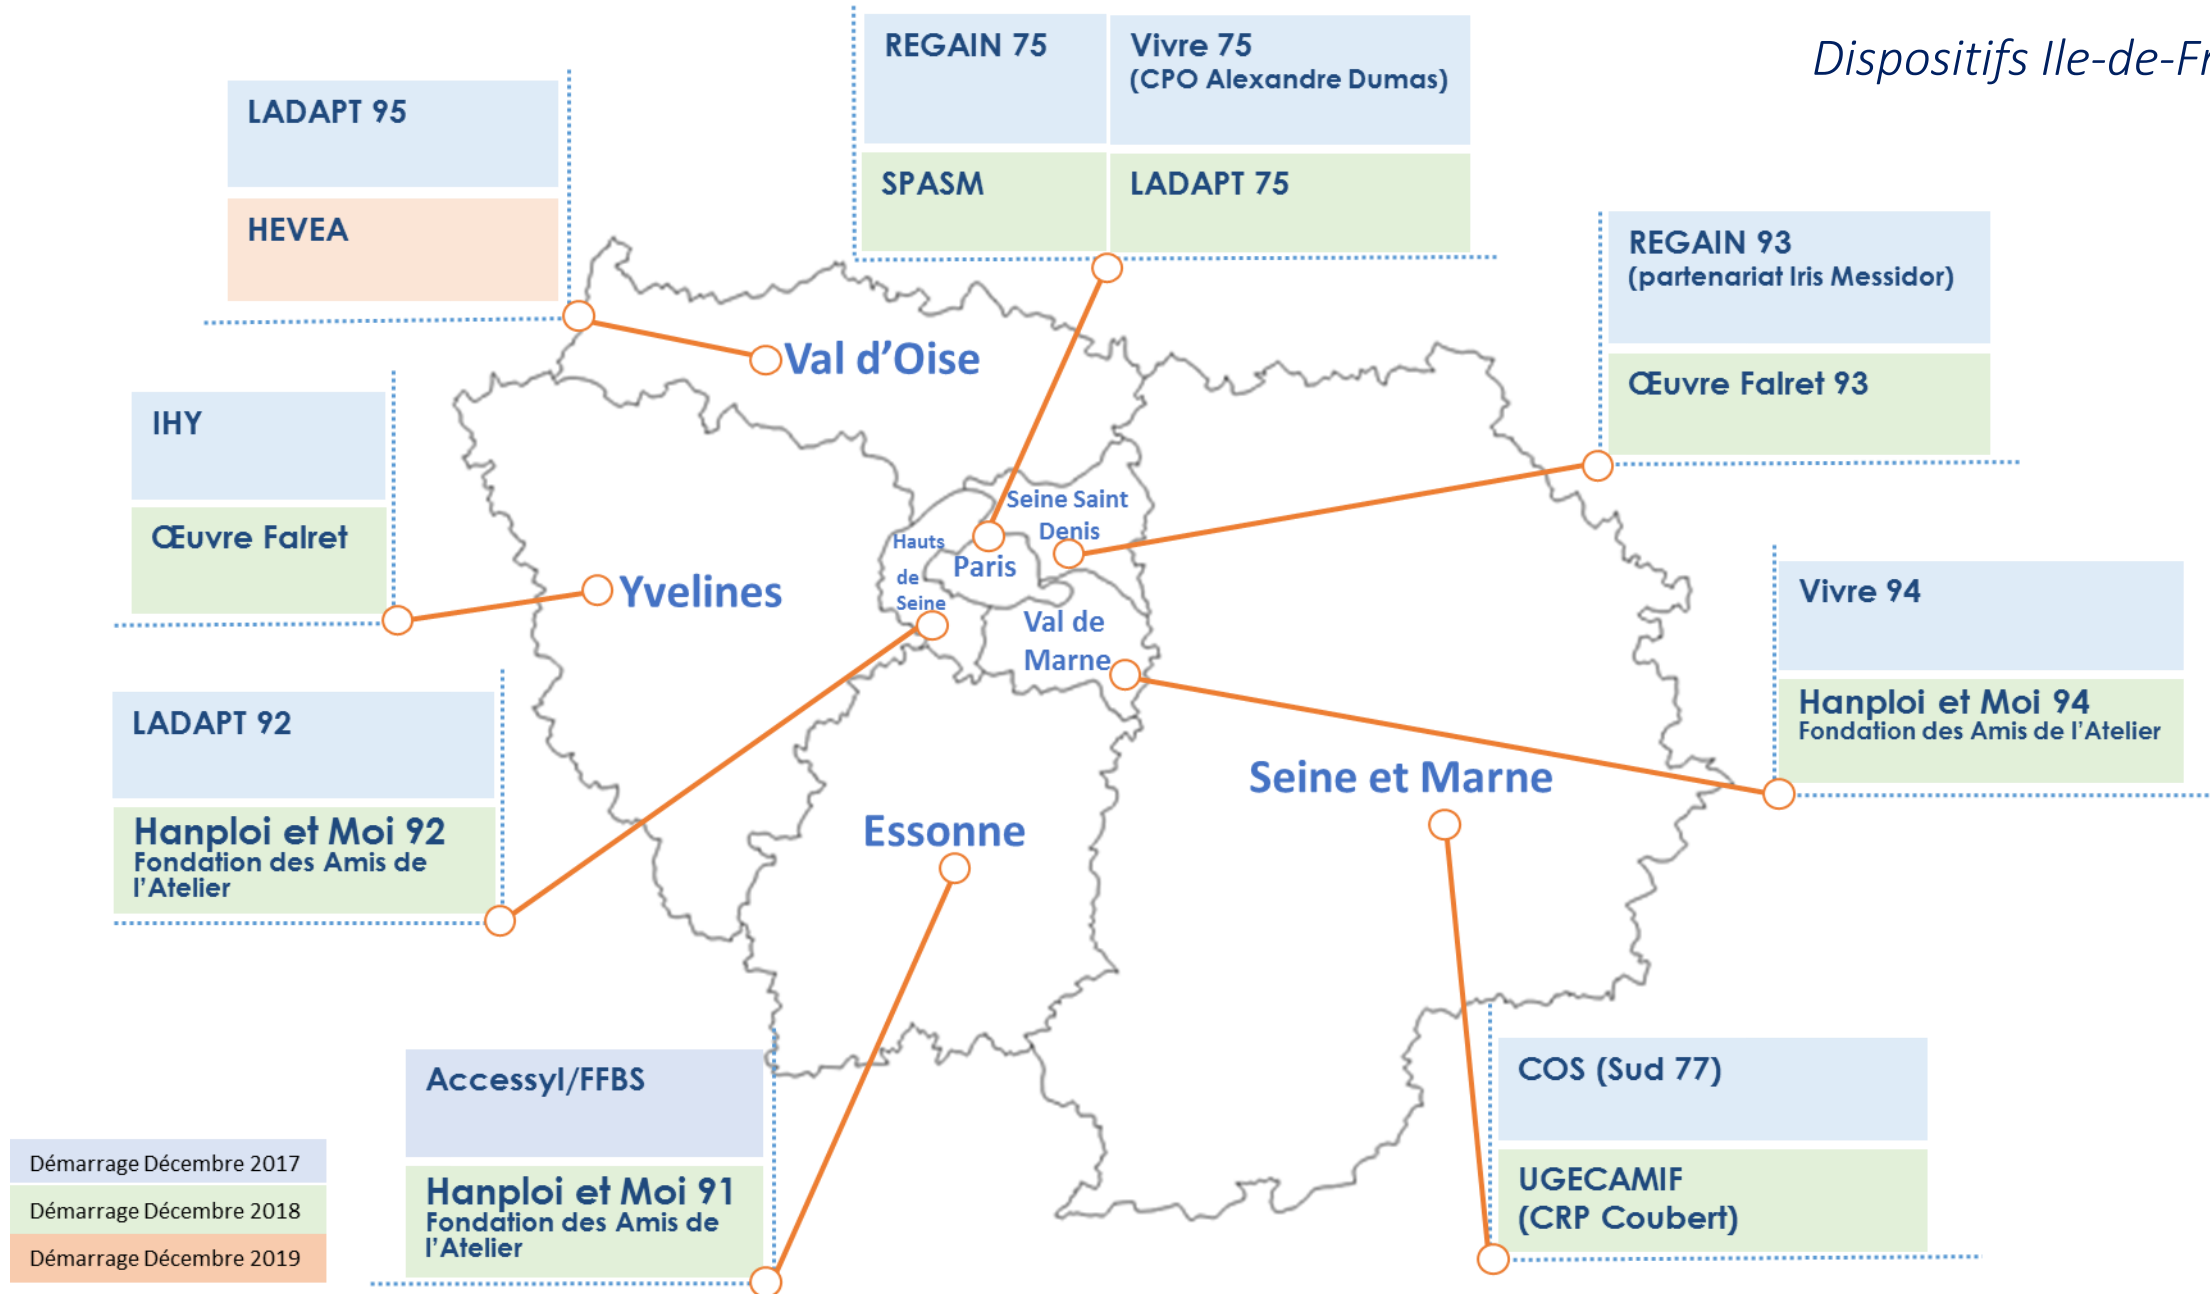 Dispositifs Ile-de-Fr
REGAIN 75
Vivre 75
(CPO Alexandre Dumas)
SPASM
LADAPT 75
LADAPT 95
HEVEA
REGAIN 93
(partenariat Iris Messidor)
Œuvre Falret 93
Val d’Oise
IHY
Œuvre Falret
Seine Saint
Denis
Hauts
de
Seine
Paris
Yvelines
Val de
Marne
Vivre 94
Hanploi et Moi 94
Fondation des Amis de l’Atelier
LADAPT 92
Hanploi et Moi 92
Fondation des Amis de
l’Atelier
Seine et Marne
Essonne
Accessyl/FFBS
Hanploi et Moi 91
Fondation des Amis de
l’Atelier
COS (Sud 77)
UGECAMIF
(CRP Coubert)
Démarrage Décembre 2017
Démarrage Décembre 2018
Démarrage Décembre 2019